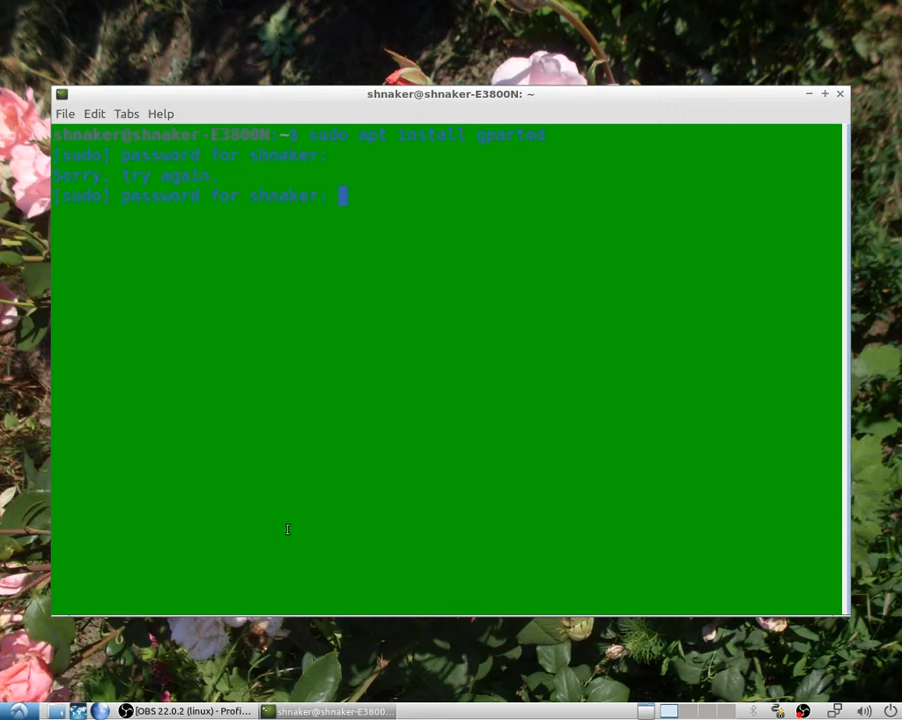 shnaker@shnaker-E3800N: ~
File Edit Tabs Help
shnaker@shnaker-E3800N:~$ sudo apt install gparted
[sudo] password for shnaker:
Sorry, try again.
[sudo] password for shnaker:
[OBS 22.0.2 (linux) - Profi...
shnaker@shnaker-E3800...